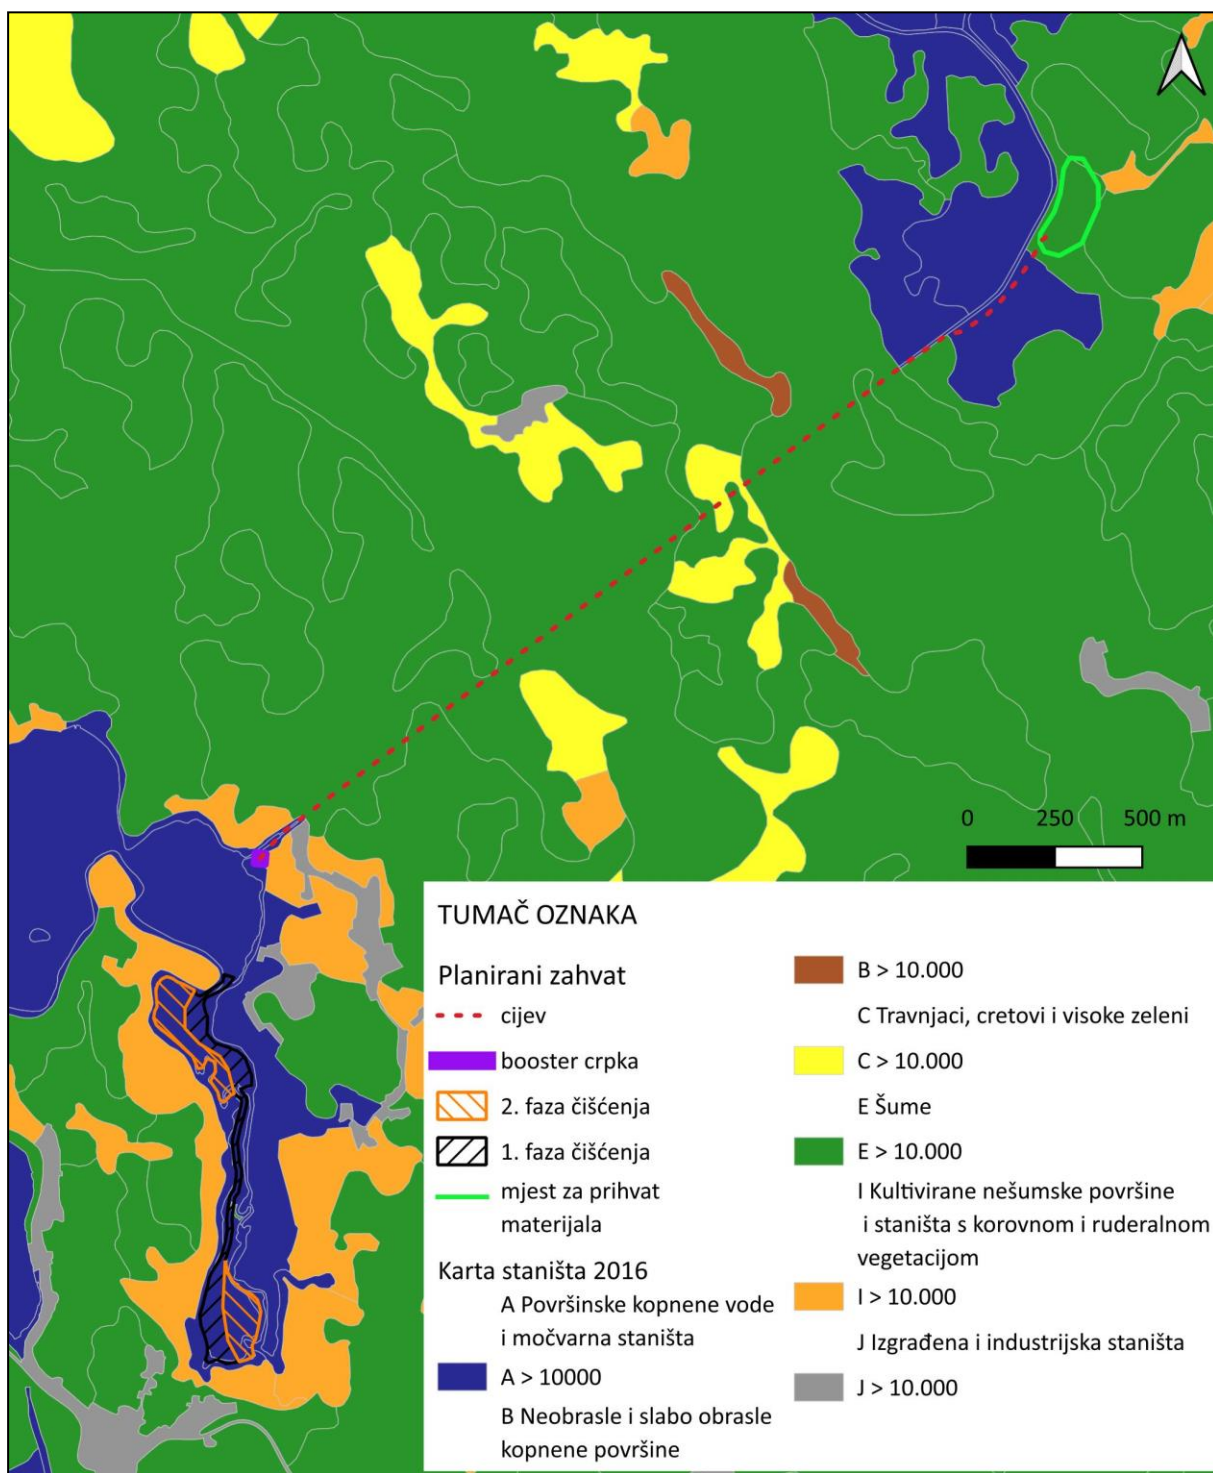 0 250 500 m
TUMAČ OZNAKA
Planirani zahvat
cijev
booster crpka
2. faza čišćenja
1. faza čišćenja
mjest za prihvat
materijala
Karta staništa 2016
A Površinske kopnene vode
i močvarna staništa
A > 10000
B Neobrasle i slabo obrasle
kopnene površine
B > 10.000
C Travnjaci, cretovi i visoke zeleni
C > 10.000
E Šume
E > 10.000
I Kultivirane nešumske površine
i staništa s korovnom i ruderalnom
vegetacijom
I > 10.000
J Izgrađena i industrijska staništa
J > 10.000